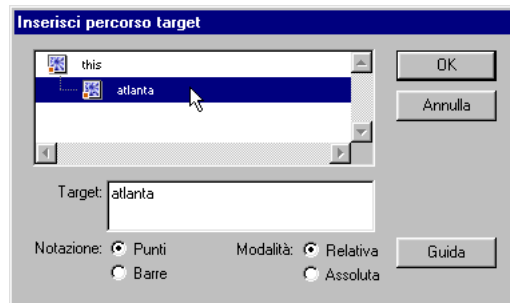 Inserisci percorso target
this
atlanta
OK
Annulla
Target: atlanta
Notazione: Punti Modalità: Relativa Guida
Barre Assoluta